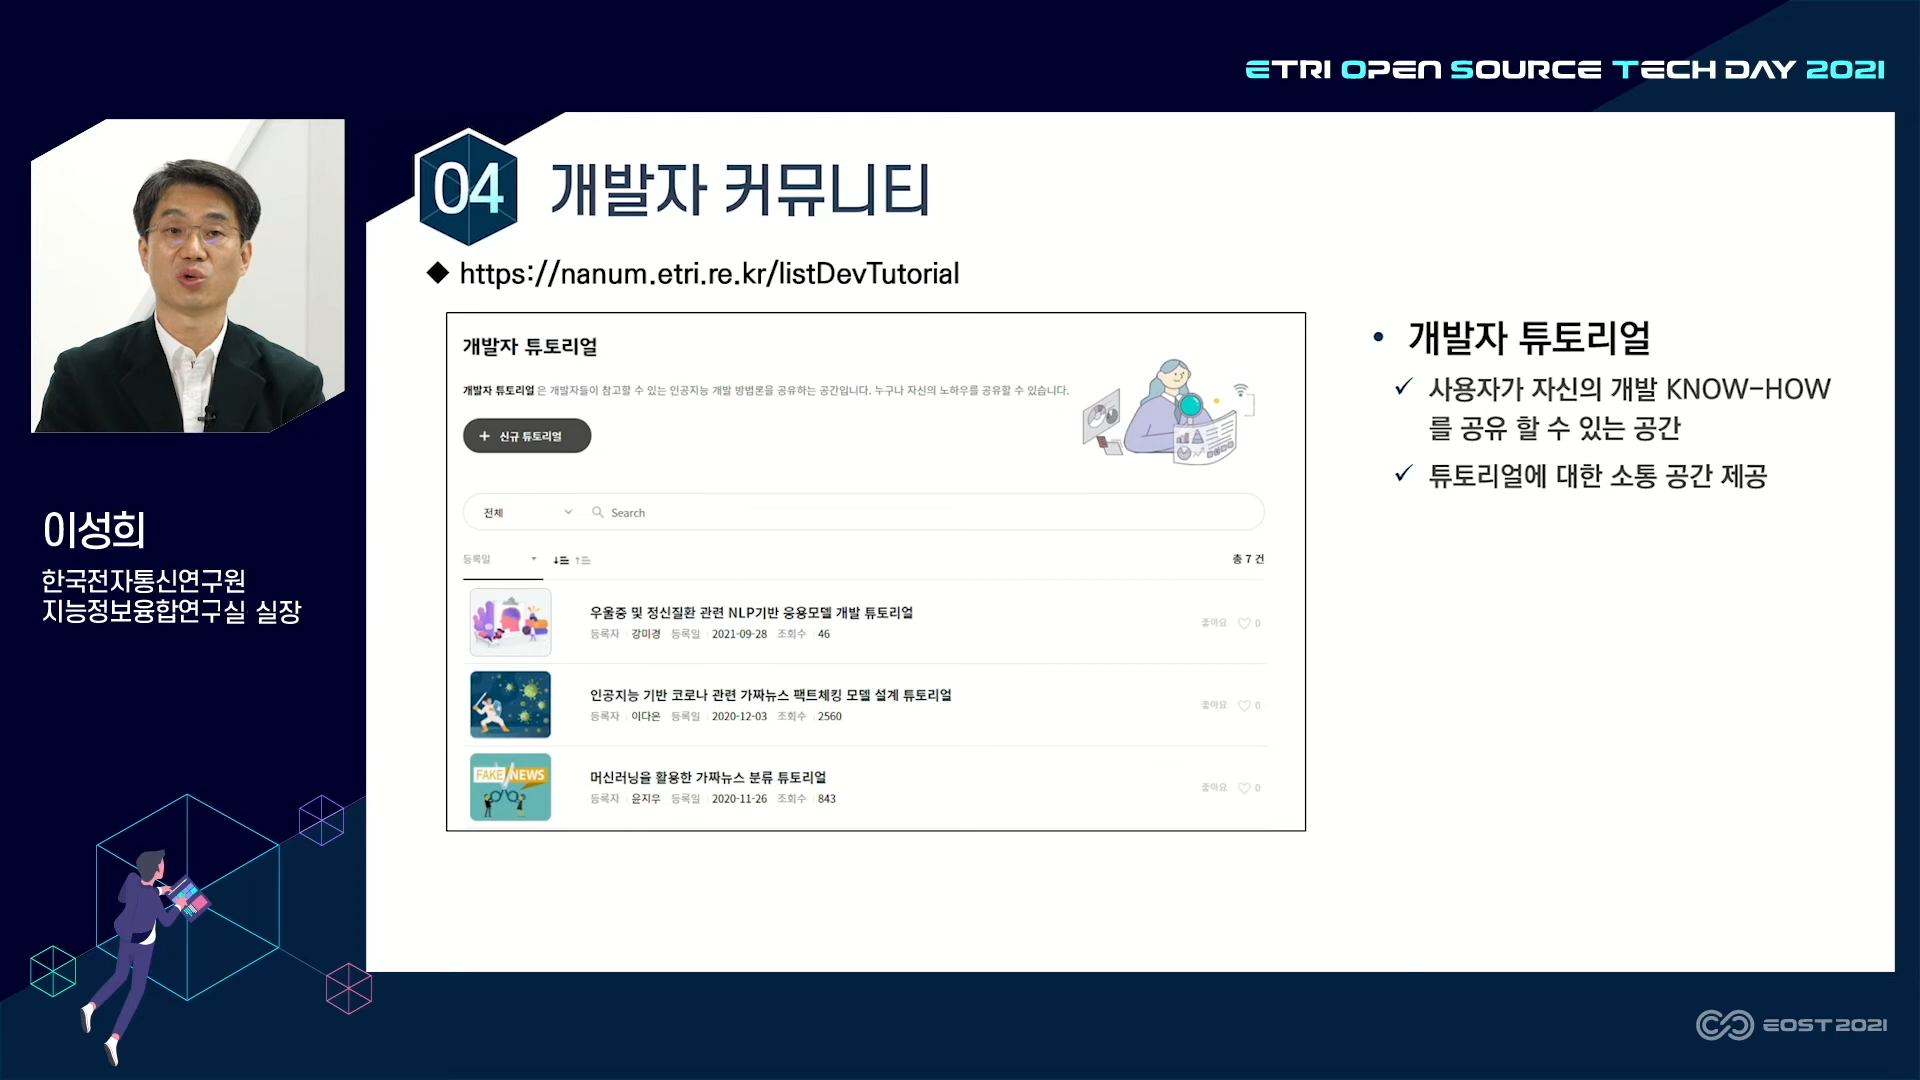 ETRI OPEN SOURCE TECH DAY 2021
04
개발자 커뮤니티
◆ https://nanum.etri.re.kr/listDevTutorial
개발자 튜토리얼
개발자 튜토리얼 은 개발자들이 참고할 수 있는 인공지능 개발 방법론을 공유하는 공간입니다. 누구나 자신의 노하우를 공유할 수 있습니다.
+ 신규 튜토리얼
전체
Search
등록일
총 7 건
우울중 및 정신질환 관련 NLP기반 응용모델 개발 튜토리얼
등록자 강미경 등록일 2021-09-28 조회수 46
좋아요 0
인공지능 기반 코로나 관련 가짜뉴스 팩트체킹 모델 설계 튜토리얼
등록자 이다은 등록일 2020-12-03 조회수 2560
좋아요 0
FAKE NEWS
머신러닝을 활용한 가짜뉴스 분류 튜토리얼
등록자 윤지우 등록일 2020-11-26 조회수 843
좋아요 0
• 개발자 튜토리얼
✓ 사용자가 자신의 개발 KNOW-HOW
를 공유 할 수 있는 공간
✓ 튜토리얼에 대한 소통 공간 제공
이성희
한국전자통신연구원
지능정보융합연구실 실장
EOST 2021